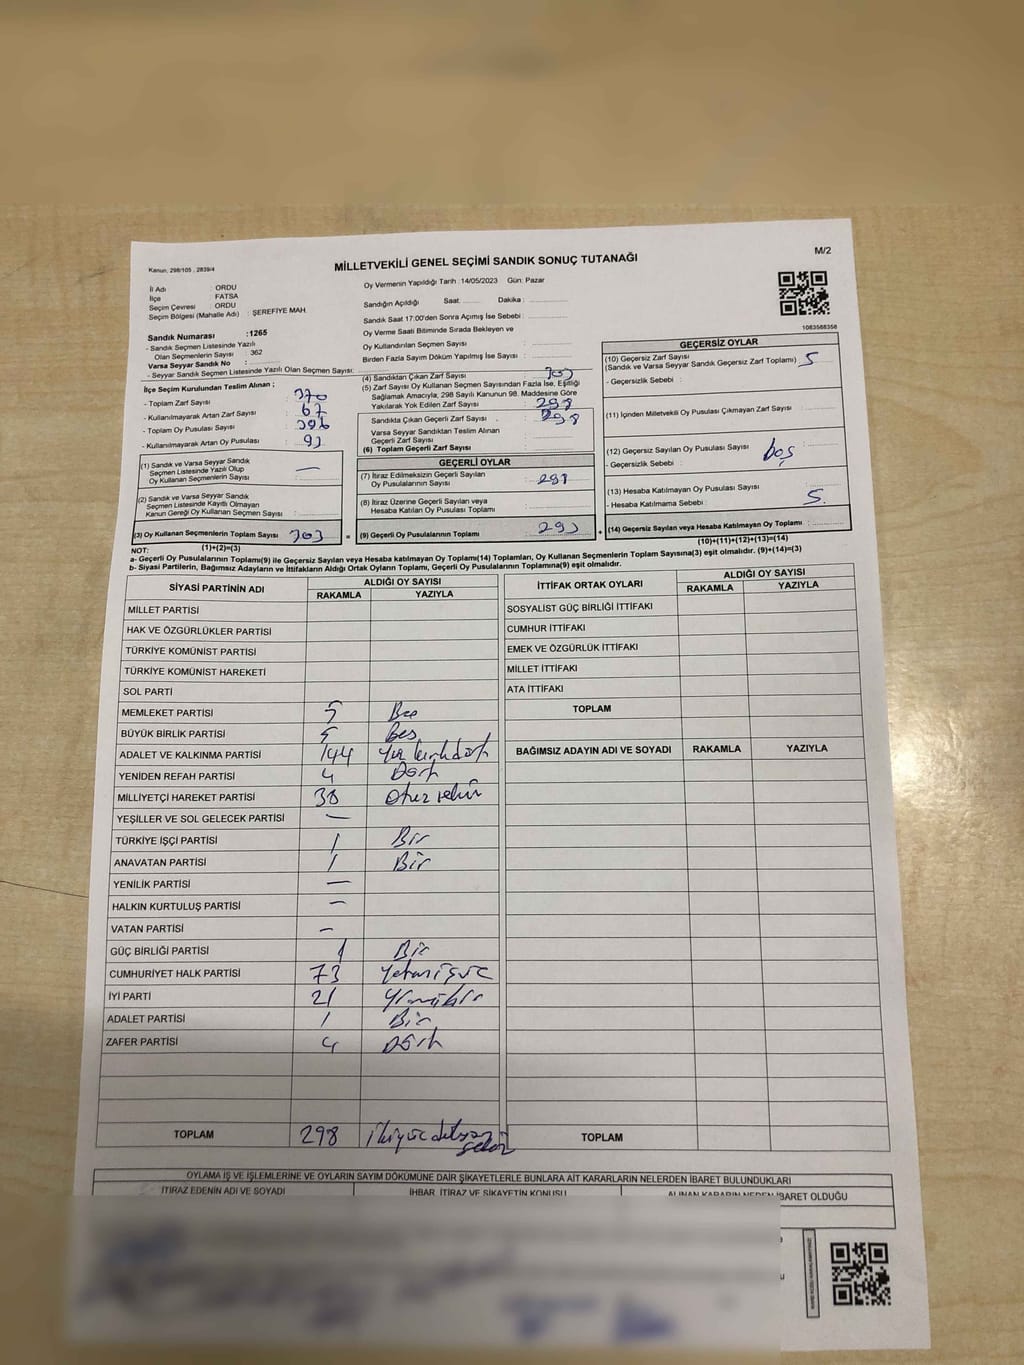 M/2
Kanun, 298/105 , 2839/4
MİLLETVEKİLİ GENEL SEÇİMİ SANDIK SONUÇ TUTANAĞI
İl Adı : ORDU
İlçe : FATSA
Seçim Çevresi : ORDU
Seçim Bölgesi (Mahalle Adı) : ŞEREFİYE MAH
Sandık Numarası :1265
- Sandık Seçmen Listesinde Yazılı
Olan Seçmenlerin Sayısı : 362
Varsa Seyyar Sandık No :
- Seyyar Sandık Seçmen Listesinde Yazılı Olan Seçmen Sayısı:
İlçe Seçim Kurulundan Teslim Alınan ;
- Toplam Zarf Sayısı : 370
- Kullanılmayarak Artan Zarf Sayısı : 67
- Toplam Oy Pusulası Sayısı :
- Kullanılmayarak Artan Oy Pusulası : 93
(1) Sandık ve Varsa Seyyar Sandık
Seçmen Listesinde Yazılı Olup
Oy Kullanan Seçmenlerin Sayısı : —
(2) Sandık ve Varsa Seyyar Sandık
Seçmen Listesinde Kayıtlı Olmayan
Kanun Gereği Oy Kullanan Seçmen Sayısı :
(3) Oy Kullanan Seçmenlerin Toplam Sayısı : 303 =
(1)+(2)=(3)
Oy Vermenin Yapıldığı Tarih : 14/05/2023 Gün: Pazar
Sandığın Açıldığı Saat: Dakika :
Sandık Saat 17:00'den Sonra Açılmış İse Sebebi :
Oy Verme Saati Bitiminde Sırada Bekleyen ve
Oy Kullandırılan Seçmen Sayısı :
Birden Fazla Sayım Döküm Yapılmış İse Sayısı :
(4) Sandıktan Çıkan Zarf Sayısı : 303
(5) Zarf Sayısı Oy Kullanan Seçmen Sayısından Fazla İse, Eşitliği
Sağlamak Amacıyla, 298 Sayılı Kanunun 98. Maddesine Göre
Yakılarak Yok Edilen Zarf Sayısı : 298
Sandıkta Çıkan Geçerli Zarf Sayısı : 298
Varsa Seyyar Sandıktan Teslim Alınan
Geçerli Zarf Sayısı :
(6) Toplam Geçerli Zarf Sayısı :
GEÇERLİ OYLAR
(7) İtiraz Edilmeksizin Geçerli Sayılan
Oy Pusulalarının Sayısı : 298
(8) İtiraz Üzerine Geçerli Sayılan veya
Hesaba Katılan Oy Pusulası Toplamı :
(9) Geçerli Oy Pusulalarının Toplamı : +
1083568358
GEÇERSİZ OYLAR
(10) Geçersiz Zarf Sayısı
(Sandık ve Varsa Seyyar Sandık Geçersiz Zarf Toplamı) : 5
- Geçersizlik Sebebi :
(11) İçinden Milletvekili Oy Pusulası Çıkmayan Zarf Sayısı :
(12) Geçersiz Sayılan Oy Pusulası Sayısı : boş
- Geçersizlik Sebebi :
(13) Hesaba Katılmayan Oy Pusulası Sayısı :
- Hesaba Katılmama Sebebi : 5.
(14) Geçersiz Sayılan veya Hesaba Katılmayan Oy Toplamı :
(10)+(11)+(12)+(13)=(14)
NOT:
a- Geçerli Oy Pusulalarının Toplamı(9) ile Geçersiz Sayılan veya Hesaba katılmayan Oy Toplamı(14) Toplamları, Oy Kullanan Seçmenlerin Toplam Sayısına(3) eşit olmalıdır. (9)+(14)=(3)
b- Siyasi Partilerin, Bağımsız Adayların ve İttifakların Aldığı Ortak Oyların Toplamı, Geçerli Oy Pusulalarının Toplamına(9) eşit olmalıdır.
SİYASİ PARTİNİN ADI ALDIĞI OY SAYISI
RAKAMLA YAZIYLA
MİLLET PARTİSİ
HAK VE ÖZGÜRLÜKLER PARTİSİ
TÜRKİYE KOMÜNİST PARTİSİ
TÜRKİYE KOMÜNİST HAREKETİ
SOL PARTİ
MEMLEKET PARTİSİ 5 Beş
BÜYÜK BİRLİK PARTİSİ 5 Beş
ADALET VE KALKINMA PARTİSİ 144 Yüz kırkdört
YENİDEN REFAH PARTİSİ 4 Dört
MİLLİYETÇİ HAREKET PARTİSİ 38 Otuz sekiz
YEŞİLLER VE SOL GELECEK PARTİSİ —
TÜRKİYE İŞÇİ PARTİSİ 1 Bir
ANAVATAN PARTİSİ 1 Bir
YENİLİK PARTİSİ —
HALKIN KURTULUŞ PARTİSİ —
VATAN PARTİSİ —
GÜÇ BİRLİĞİ PARTİSİ 1 Bir
CUMHURİYET HALK PARTİSİ 73 Yetmişüç
İYİ PARTİ 21 Yirmibir
ADALET PARTİSİ 1 Bir
ZAFER PARTİSİ 4 Dört
TOPLAM 298 İkiyüzdoksan sekiz
İTTİFAK ORTAK OYLARI ALDIĞI OY SAYISI
RAKAMLA YAZIYLA
SOSYALİST GÜÇ BİRLİĞİ İTTİFAKI
CUMHUR İTTİFAKI
EMEK VE ÖZGÜRLÜK İTTİFAKI
MİLLET İTTİFAKI
ATA İTTİFAKI
TOPLAM
BAĞIMSIZ ADAYIN ADI VE SOYADI RAKAMLA YAZIYLA
TOPLAM
OYLAMA İŞ VE İŞLEMLERİNE VE OYLARIN SAYIM DÖKÜMÜNE DAİR ŞİKAYETLERLE BUNLARA AİT KARARLARIN NELERDEN İBARET BULUNDUKLARI
İTİRAZ EDENİN ADI VE SOYADI İHBAR, İTİRAZ VE ŞİKAYETİN KONUSU ALINAN KARARIN NEDEN İBARET OLDUĞU